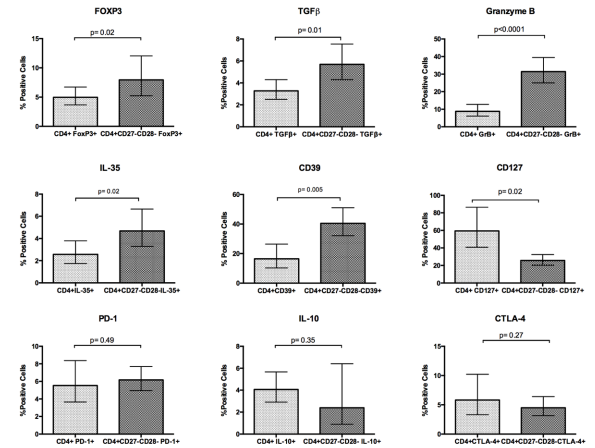 FOXP3
p= 0.02
% Positive Cells
15
10
5
0
CD4+ FoxP3+ CD4+CD27-CD28- FoxP3+
TGFβ
p= 0.01
%Positive Cells
8
6
4
2
0
CD4+ TGFβ+ CD4+CD27-CD28- TGFβ+
Granzyme B
p<0.0001
%Positive Cells
50
40
30
20
10
0
CD4+ GrB+ CD4+CD27-CD28- GrB+
IL-35
p= 0.02
% Positive Cells
8
6
4
2
0
CD4+IL-35+ CD4+CD27-CD28-IL-35+
CD39
p= 0.005
% Positive Cells
60
40
20
0
CD4+CD39+ CD4+CD27-CD28-CD39+
CD127
p= 0.02
% Positive Cells
100
80
60
40
20
0
CD4+ CD127+ CD4+CD27-CD28- CD127+
PD-1
p= 0.49
% Positive Cells
10
8
6
4
2
0
CD4+ PD-1+ CD4+CD27-CD28- PD-1+
IL-10
p= 0.35
% Positive Cells
8
6
4
2
0
CD4+ IL-10+ CD4+CD27-CD28- IL-10+
CTLA-4
p= 0.27
%Positive Cells
15
10
5
0
CD4+CTLA-4+ CD4+CD27-CD28-CTLA-4+